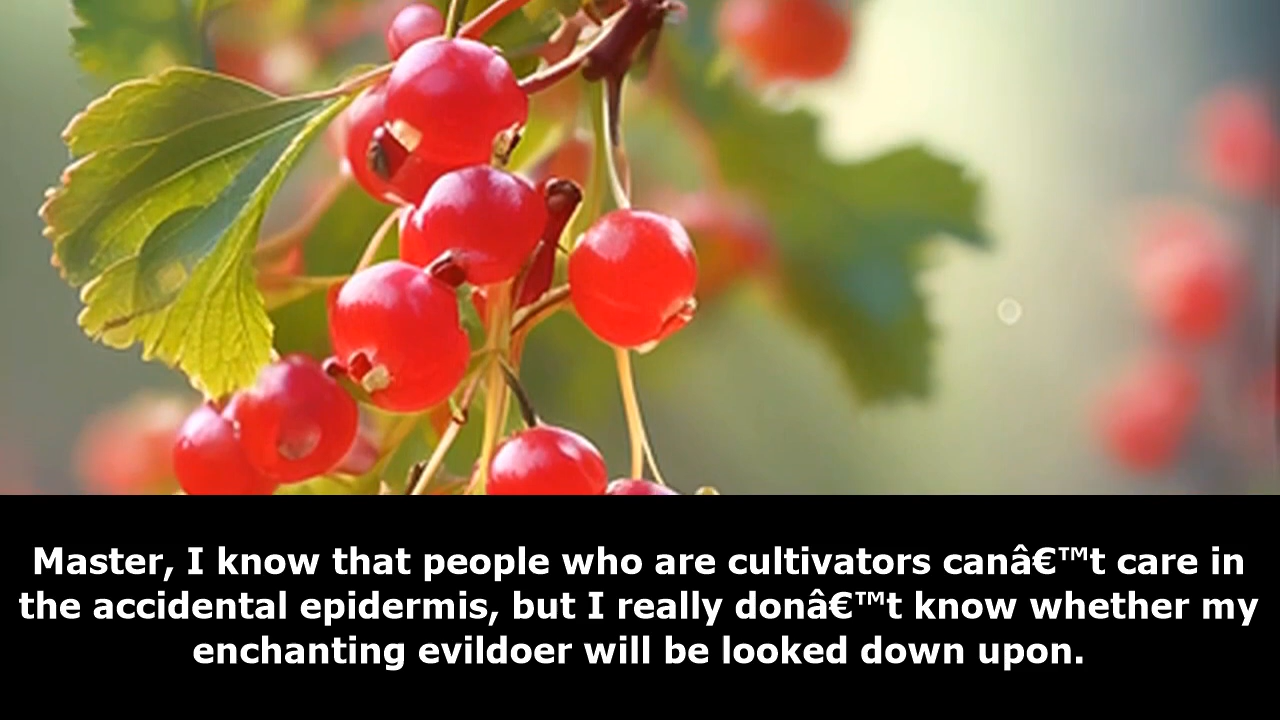 Master, I know that people who are cultivators canâ€™t care in
the accidental epidermis, but I really donâ€™t know whether my
enchanting evildoer will be looked down upon.